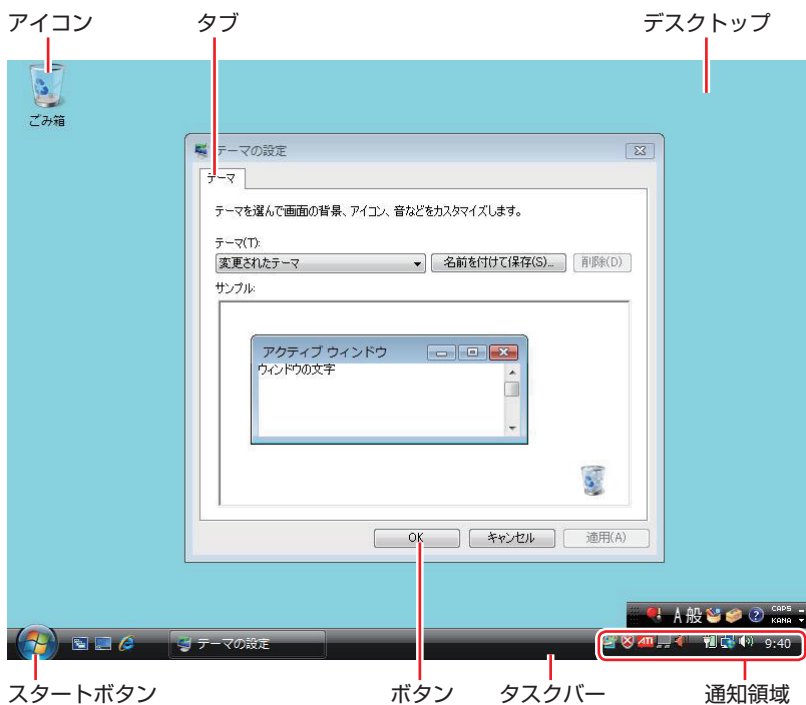 アイコン タブ デスクトップ
ごみ箱
テーマの設定
テーマ
テーマを選んで画面の背景、アイコン、音などをカスタマイズします。
テーマ(T):
変更されたテーマ 名前を付けて保存(S)... 削除(D)
サンプル:
アクティブ ウィンドウ
ウィンドウの文字
OK キャンセル 適用(A)
A 般 CAPS
KANA
テーマの設定 ATI 9:40
スタートボタン ボタン タスクバー 通知領域